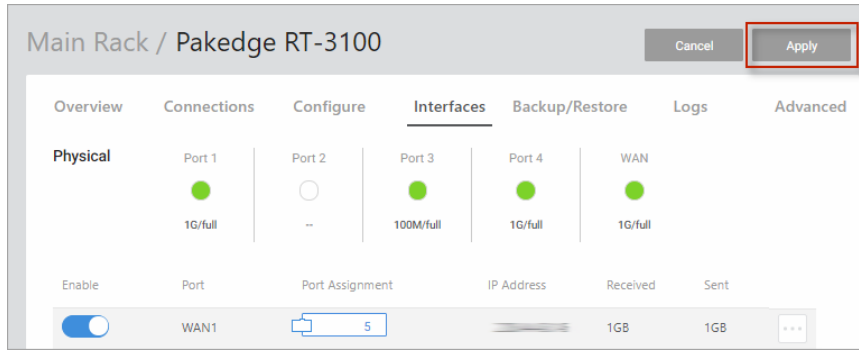 Main Rack / Pakedge RT-3100
Cancel
Apply
Overview Connections Configure Interfaces Backup/Restore Logs Advanced
Physical Port 1 Port 2 Port 3 Port 4 WAN
1G/full -- 100M/full 1G/full 1G/full
Enable Port Port Assignment IP Address Received Sent
WAN1 5 1GB 1GB